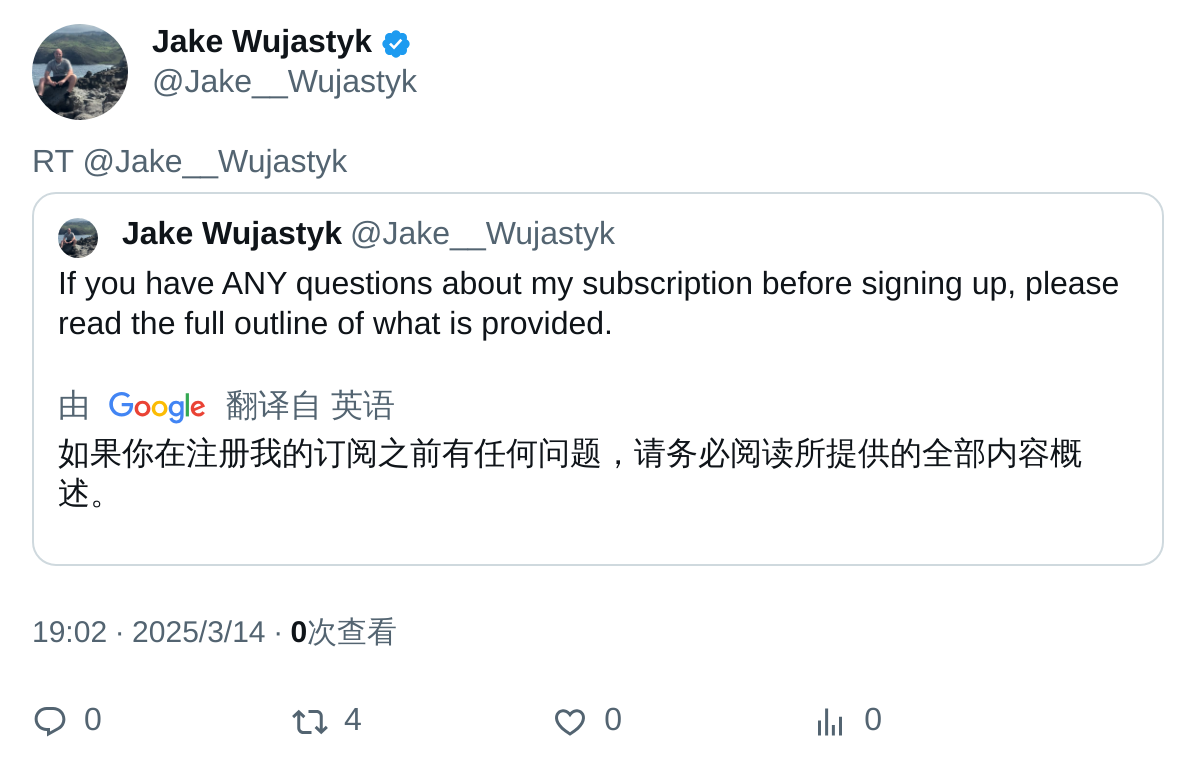 Jake Wujastyk
@Jake__Wujastyk
RT @Jake__Wujastyk
Jake Wujastyk @Jake__Wujastyk
If you have ANY questions about my subscription before signing up, please
read the full outline of what is provided.
由 Google 翻译自 英语
如果你在注册我的订阅之前有任何问题，请务必阅读所提供的全部内容概
述。
19:02 · 2025/3/14 · 0次查看
0 4 0 0